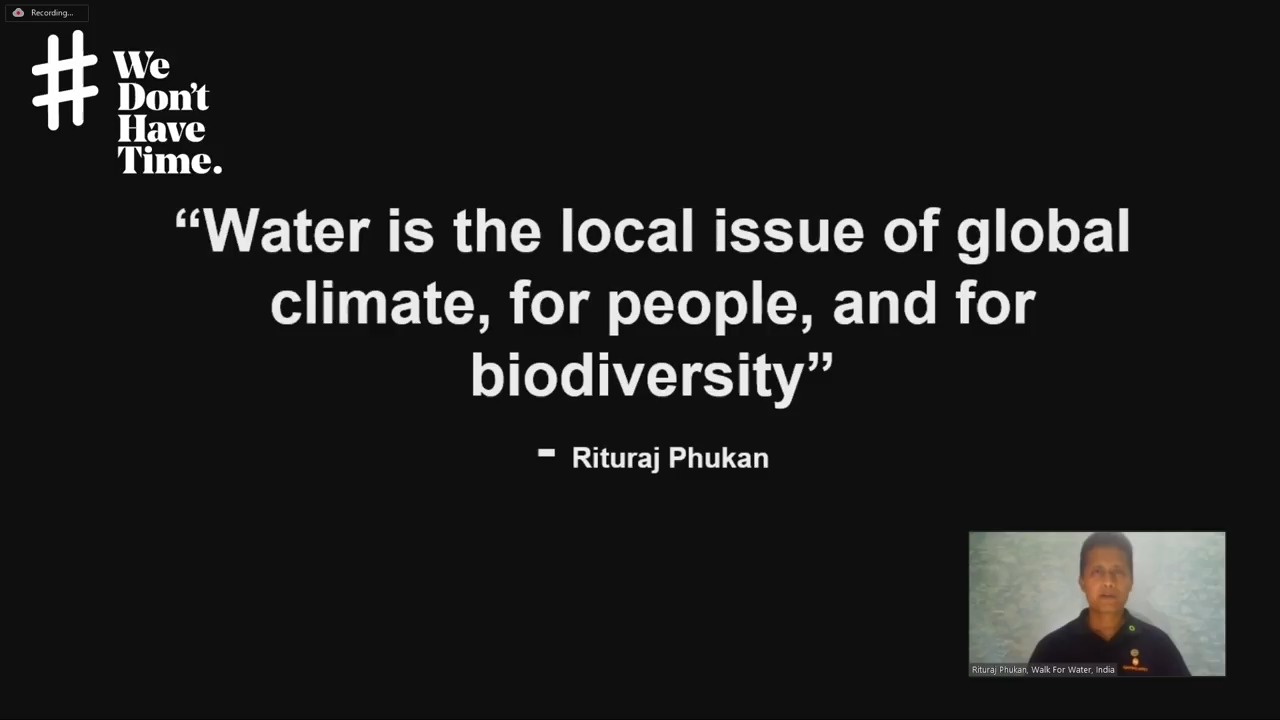 Recording...
#
We
Don't
Have
Time.
“Water is the local issue of global
climate, for people, and for
biodiversity”
- Rituraj Phukan
Rituraj Phukan, Walk For Water, India